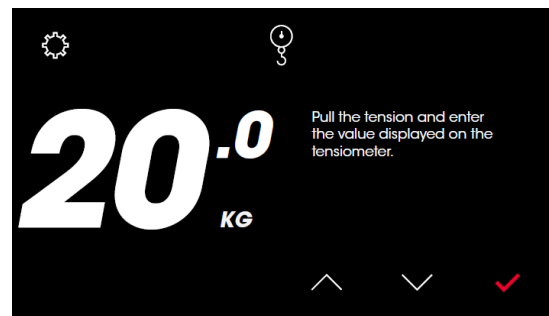 20.0
KG
Pull the tension and enter
the value displayed on the
tensiometer.